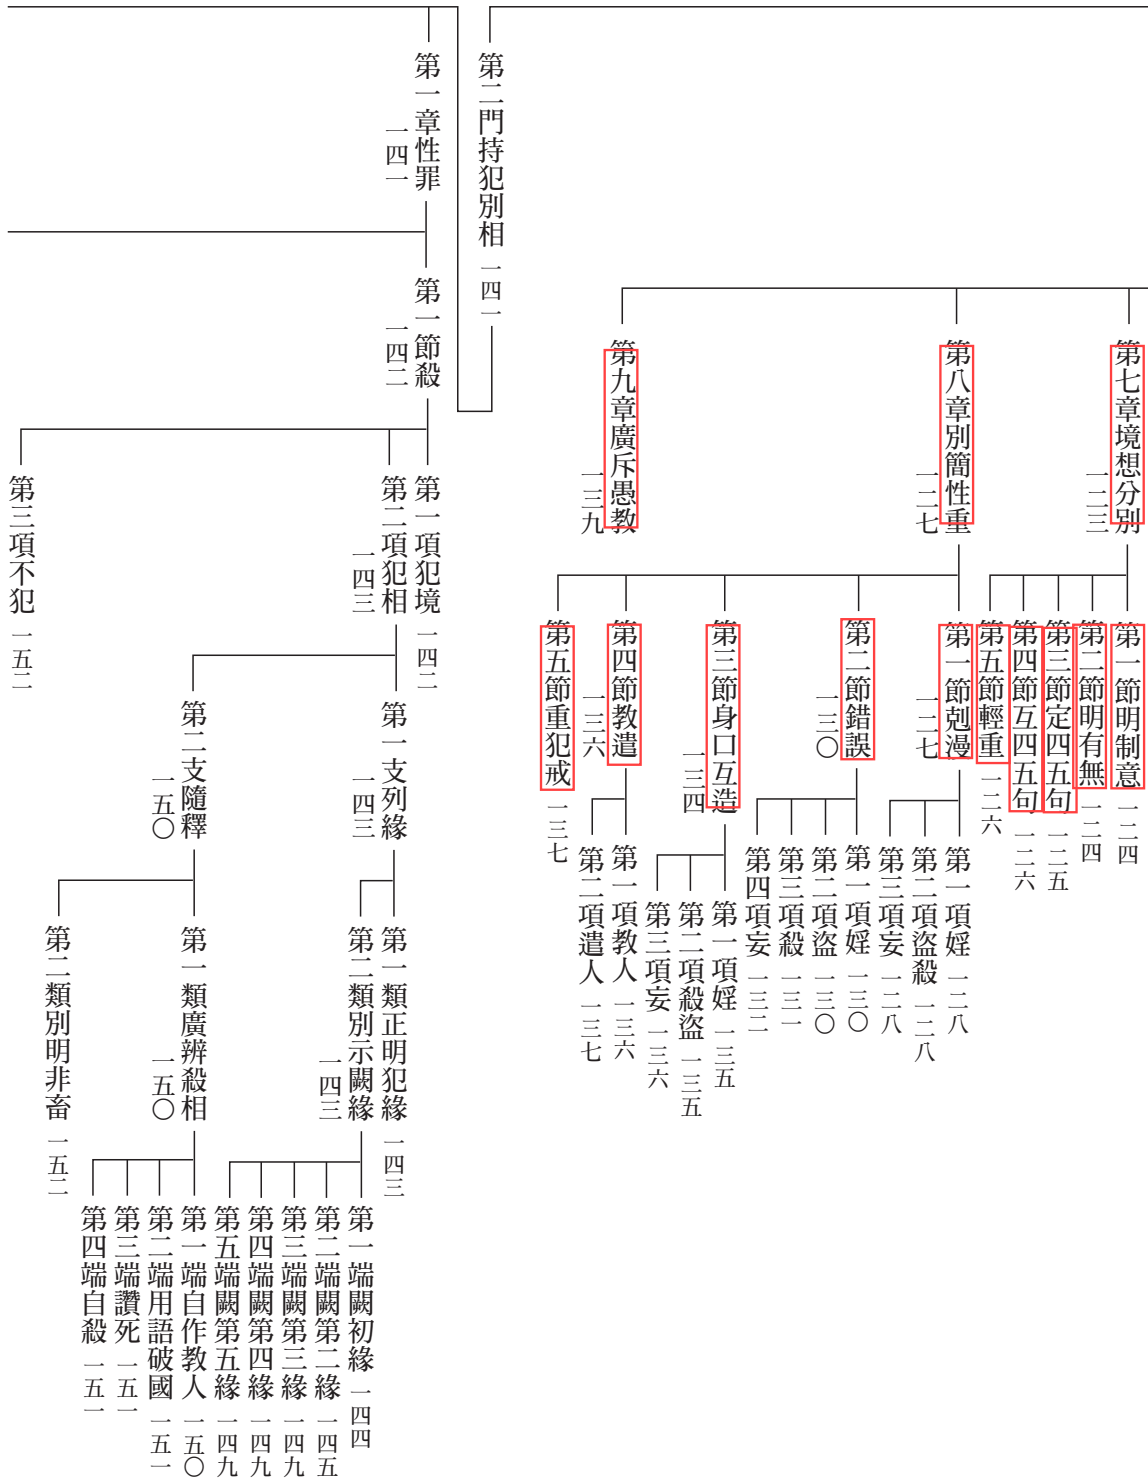 第七章境想分別 一二三
第一節明制意 一二四
第二節明有無 一二四
第三節定四五句 一二五
第四節互四五句 一二六
第五節輕重 一二六
第八章別簡性重 一二七
第一節剋漫 一二七
第一項婬 一二八
第二項盜殺 一二八
第三項妄 一二八
第二節錯誤 一三〇
第一項婬 一三〇
第二項盜 一三〇
第三項殺 一三一
第四項妄 一三二
第三節身口互造 一三四
第一項婬 一三五
第二項殺盜 一三五
第三項妄 一三六
第四節教遣 一三六
第一項教人 一三六
第二項遣人 一三七
第五節重犯戒 一三七
第九章廣斥愚教 一三九
第二門持犯別相 一四一
第一章性罪 一四一
第一節殺 一四二
第一項犯境 一四二
第二項犯相 一四三
第一支列緣 一四三
第一類正明犯緣 一四三
第二類別示闕緣 一四三
第一端闕初緣 一四四
第二端闕第二緣 一四五
第三端闕第三緣 一四九
第四端闕第四緣 一四九
第五端闕第五緣 一四九
第二支隨釋 一五〇
第一類廣辨殺相 一五〇
第一端自作教人 一五〇
第二端用語破國 一五一
第三端讚死 一五一
第四端自殺 一五一
第二類別明非畜 一五二
第三項不犯 一五二